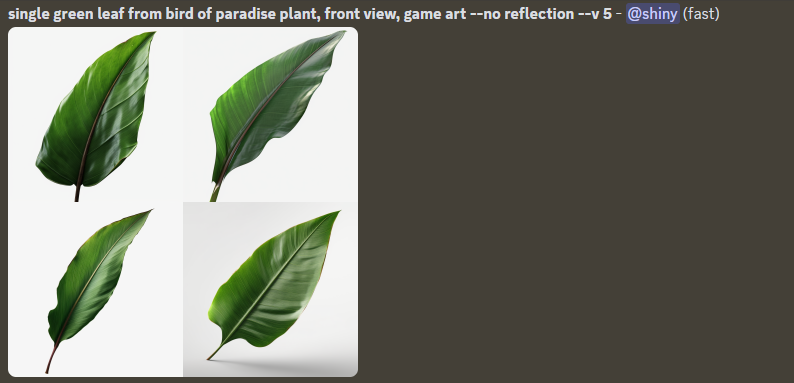 single green leaf from bird of paradise plant, front view, game art --no reflection --v 5 - @shiny (fast)